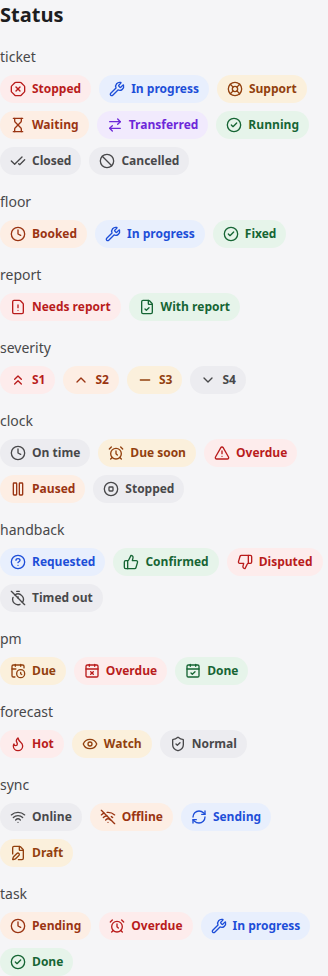 Status
ticket
Stopped In progress Support
Waiting Transferred Running
Closed Cancelled
floor
Booked In progress Fixed
report
Needs report With report
severity
S1 S2 S3 S4
clock
On time Due soon Overdue
Paused Stopped
handback
Requested Confirmed Disputed
Timed out
pm
Due Overdue Done
forecast
Hot Watch Normal
sync
Online Offline Sending
Draft
task
Pending Overdue In progress
Done